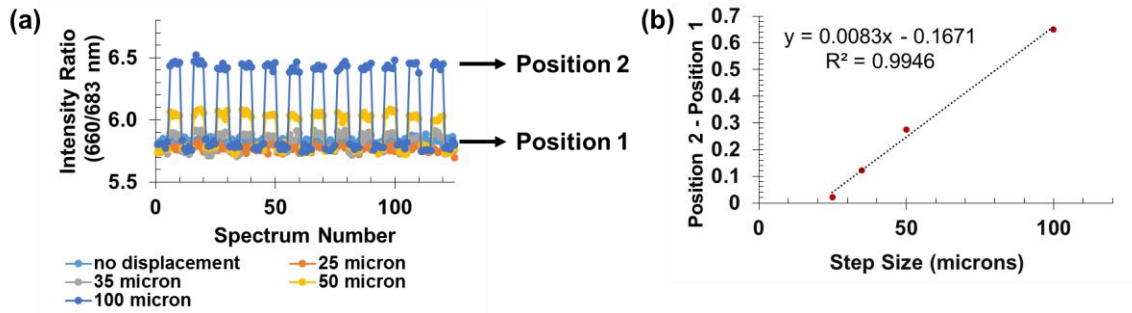 (a)
Intensity Ratio
(660/683 nm)
6.5
6.0
5.5
0
50
100
Spectrum Number
Position 2
Position 1
no displacement
25 micron
35 micron
50 micron
100 micron
(b)
Position 2 - Position 1
0.7
0.6
0.5
0.4
0.3
0.2
0.1
0
y = 0.0083x - 0.1671
R² = 0.9946
0
50
100
Step Size (microns)